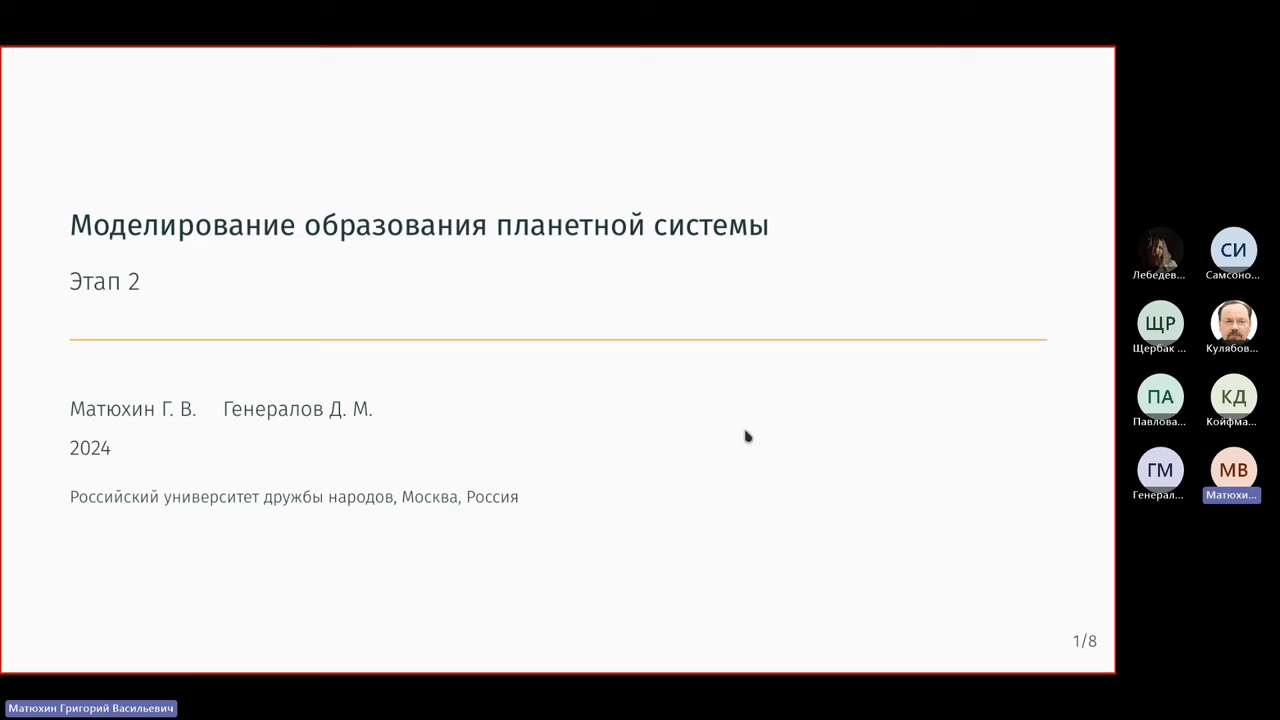 Моделирование образования планетной системы
Этап 2
Матюхин Г. В. Генералов Д. М.
2024
Российский университет дружбы народов, Москва, Россия
1/8
Лебедев...
СИ
Самсоно...
ЩР
Щербак ...
Кулябов...
ПА
Павлова...
КД
Койфма...
ГМ
Генерал...
МВ
Матюхи...
Матюхин Григорий Васильевич